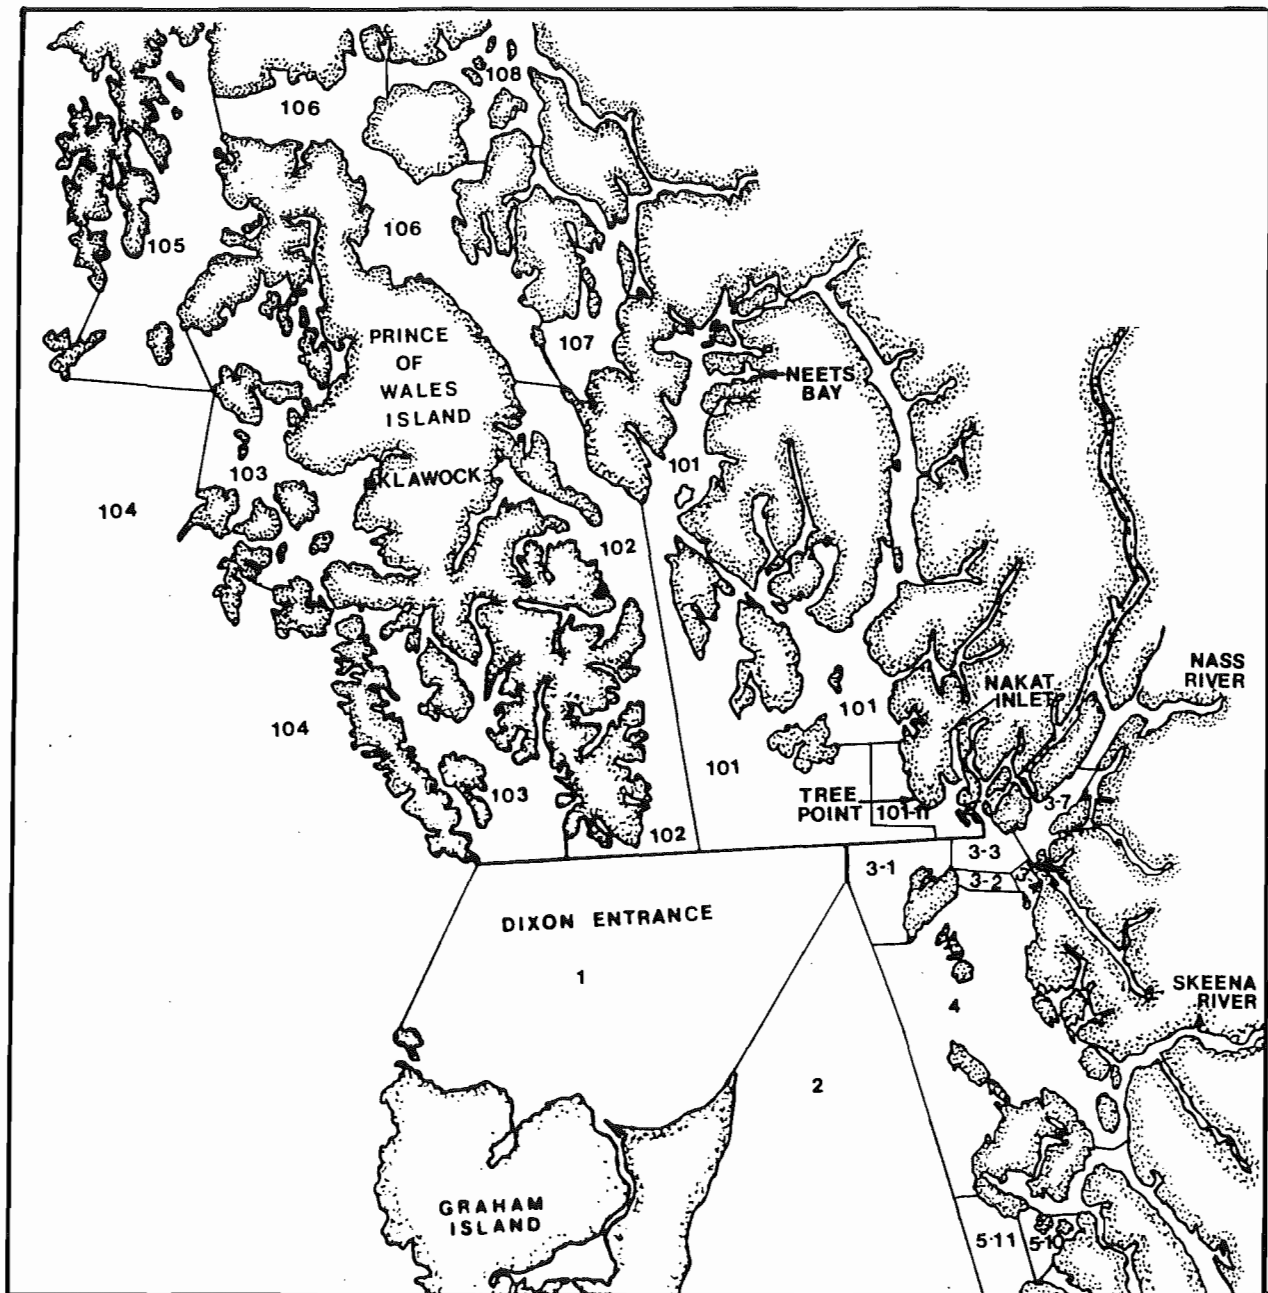 108
106
106
105
PRINCE
OF
WALES
ISLAND
107
NEETS
BAY
103
101
KLAWOCK
104
102
NASS
RIVER
NAKAT
INLET
104
101
101
103
TREE
POINT
101-11
3-7
102
3-1
3-3
3-2
DIXON ENTRANCE
1
4
SKEENA
RIVER
2
GRAHAM
ISLAND
5-11
5-10